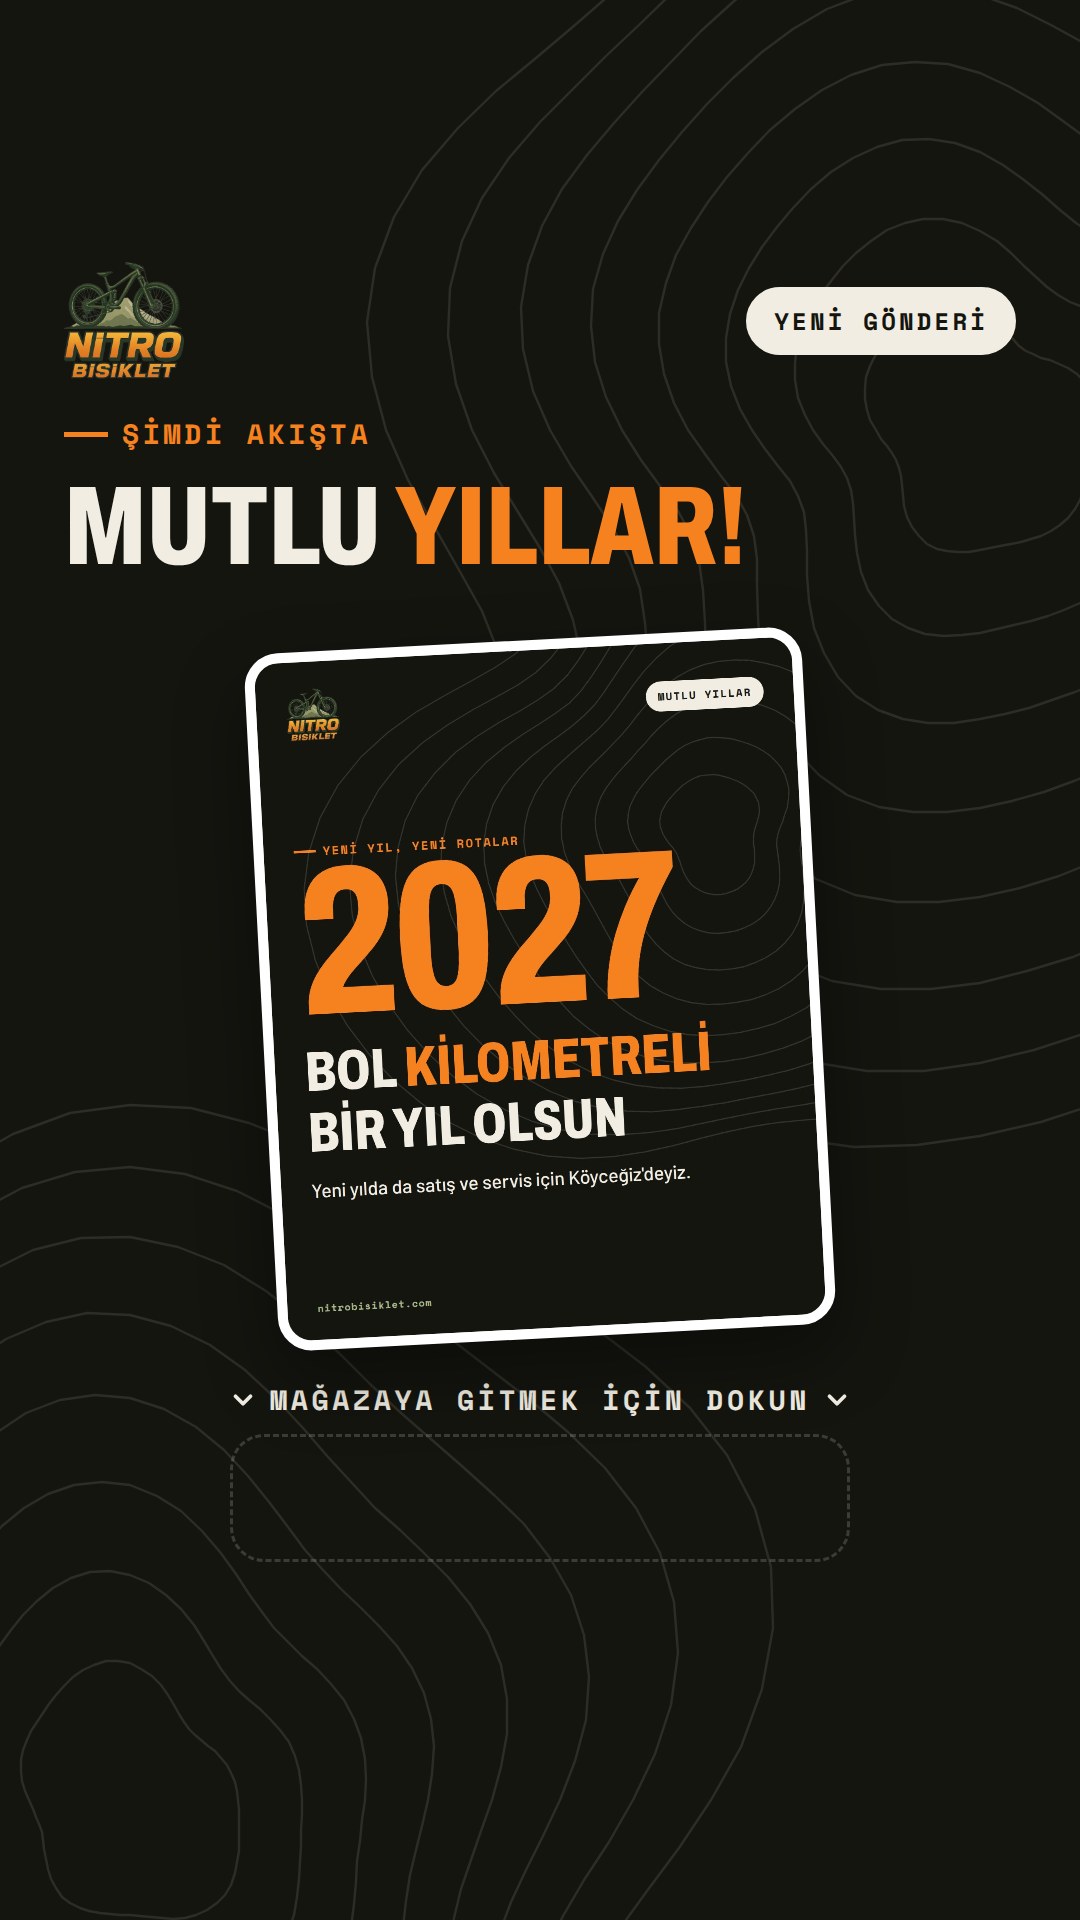 NiTRO
BiSiKLET
YENİ GÖNDERİ
ŞİMDİ AKIŞTA
MUTLU YILLAR!
NiTRO
BISIKLET
MUTLU YILLAR
YENİ YIL, YENİ ROTALAR
2027
BOL KİLOMETRELİ
BİR YIL OLSUN
Yeni yılda da satış ve servis için Köyceğiz'deyiz.
nitrobisiklet.com
MAĞAZAYA GİTMEK İÇİN DOKUN